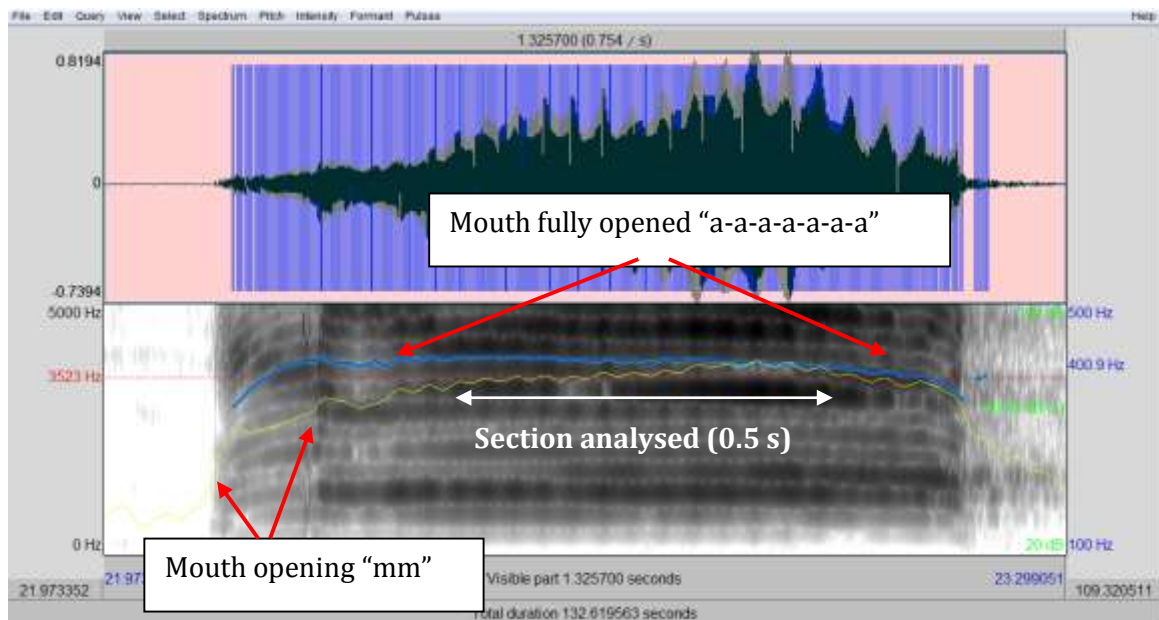 File Edit Query View Select Spectrum Pitch Intensity Formant Pulses Help
1.325700 (0.754 / s)
0.8194
0
Mouth fully opened “a-a-a-a-a-a-a”
-0.7394
5000 Hz
500 Hz
3523 Hz
400.9 Hz
Section analysed (0.5 s)
0 Hz
20 dB
100 Hz
Mouth opening “mm”
21.973352
21.97
Visible part 1.325700 seconds
23.299051
109.320511
Total duration 132.619563 seconds